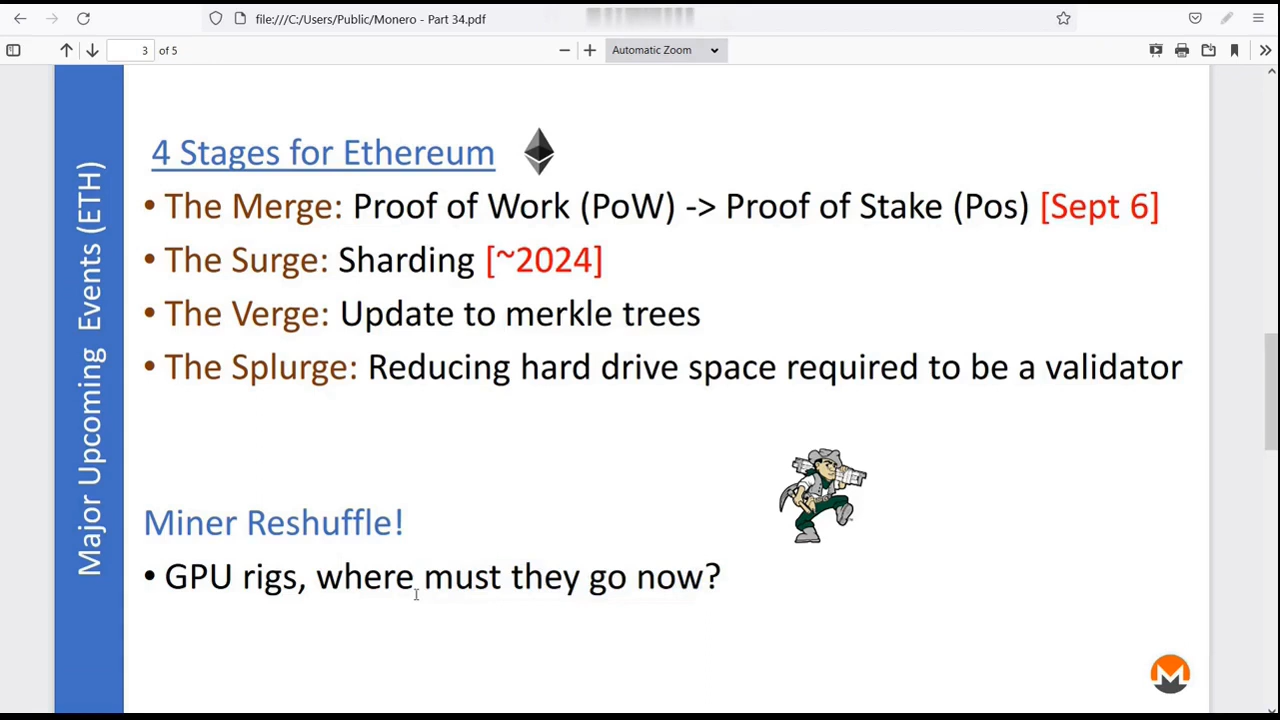 file:///C:/Users/Public/Monero - Part 34.pdf
3 of 5
Automatic Zoom
Major Upcoming Events (ETH)
4 Stages for Ethereum
• The Merge: Proof of Work (PoW) -> Proof of Stake (Pos) [Sept 6]
• The Surge: Sharding [~2024]
• The Verge: Update to merkle trees
• The Splurge: Reducing hard drive space required to be a validator
Miner Reshuffle!
• GPU rigs, where must they go now?